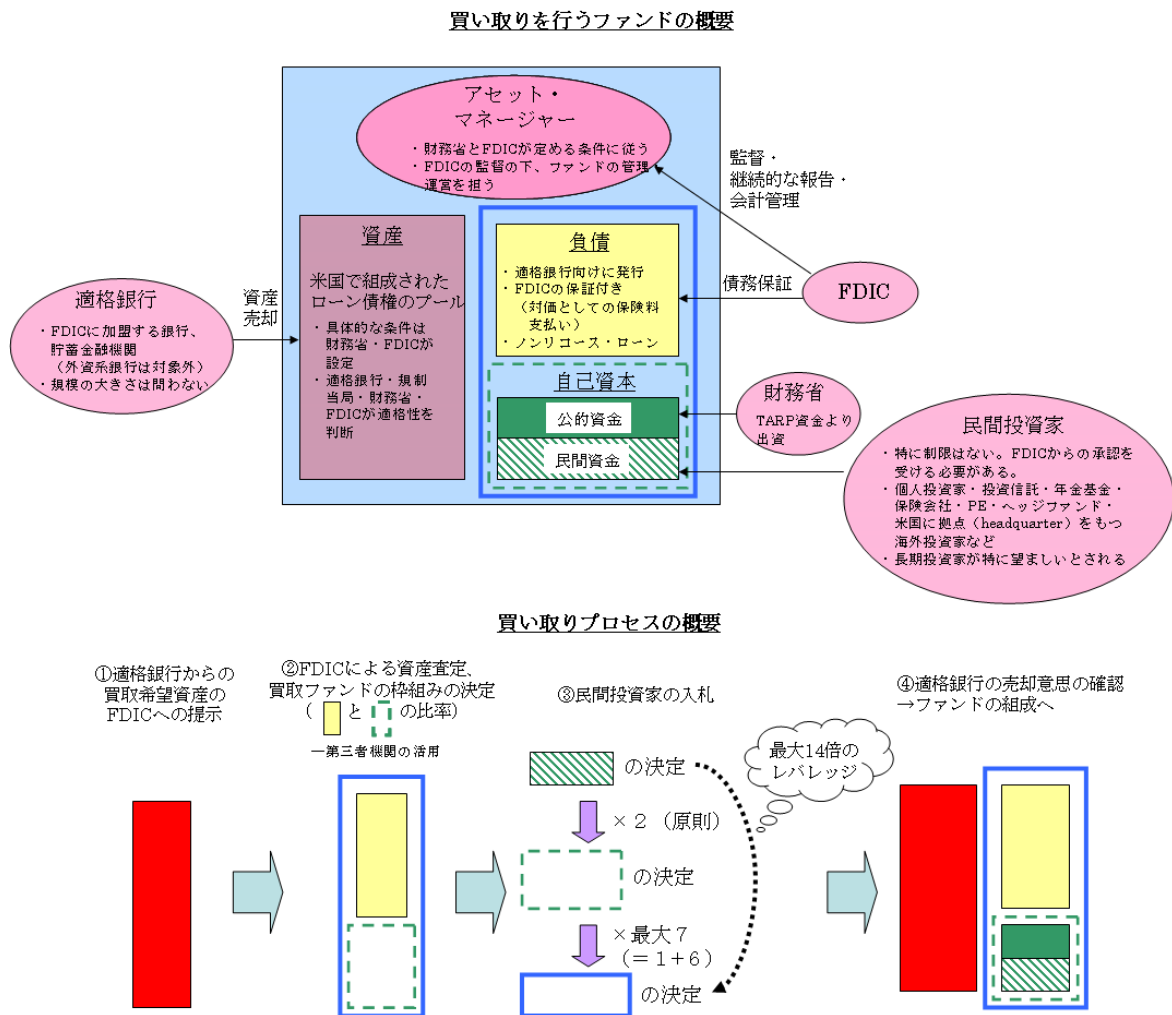 買い取りを行うファンドの概要
アセット・
マネージャー
・財務省とFDICが定める条件に従う
・FDICの監督の下、ファンドの管理
運営を担う
監督・
継続的な報告・
会計管理
資産
米国で組成された
ローン債権のプール
・具体的な条件は
財務省・FDICが
設定
・適格銀行・規制
当局・財務省・
FDICが適格性を
判断
負債
・適格銀行向けに発行
・FDICの保証付き
（対価としての保険料
支払い）
・ノンリコース・ローン
債務保証
FDIC
適格銀行
・FDICに加盟する銀行、
貯蓄金融機関
（外資系銀行は対象外）
・規模の大きさは問わない
資産
売却
自己資本
公的資金
民間資金
財務省
TARP資金より
出資
民間投資家
・特に制限はない。FDICからの承認を
受ける必要がある。
・個人投資家・投資信託・年金基金・
保険会社・PE・ヘッジファンド・
米国に拠点（headquarter）をもつ
海外投資家など
・長期投資家が特に望ましいとされる
買い取りプロセスの概要
①適格銀行からの
買取希望資産の
FDICへの提示
②FDICによる資産査定、
買取ファンドの枠組みの決定
（ と の比率）
―第三者機関の活用
③民間投資家の入札
の決定
×２（原則）
の決定
×最大７
（＝１＋６）
の決定
最大14倍の
レバレッジ
④適格銀行の売却意思の確認
→ファンドの組成へ